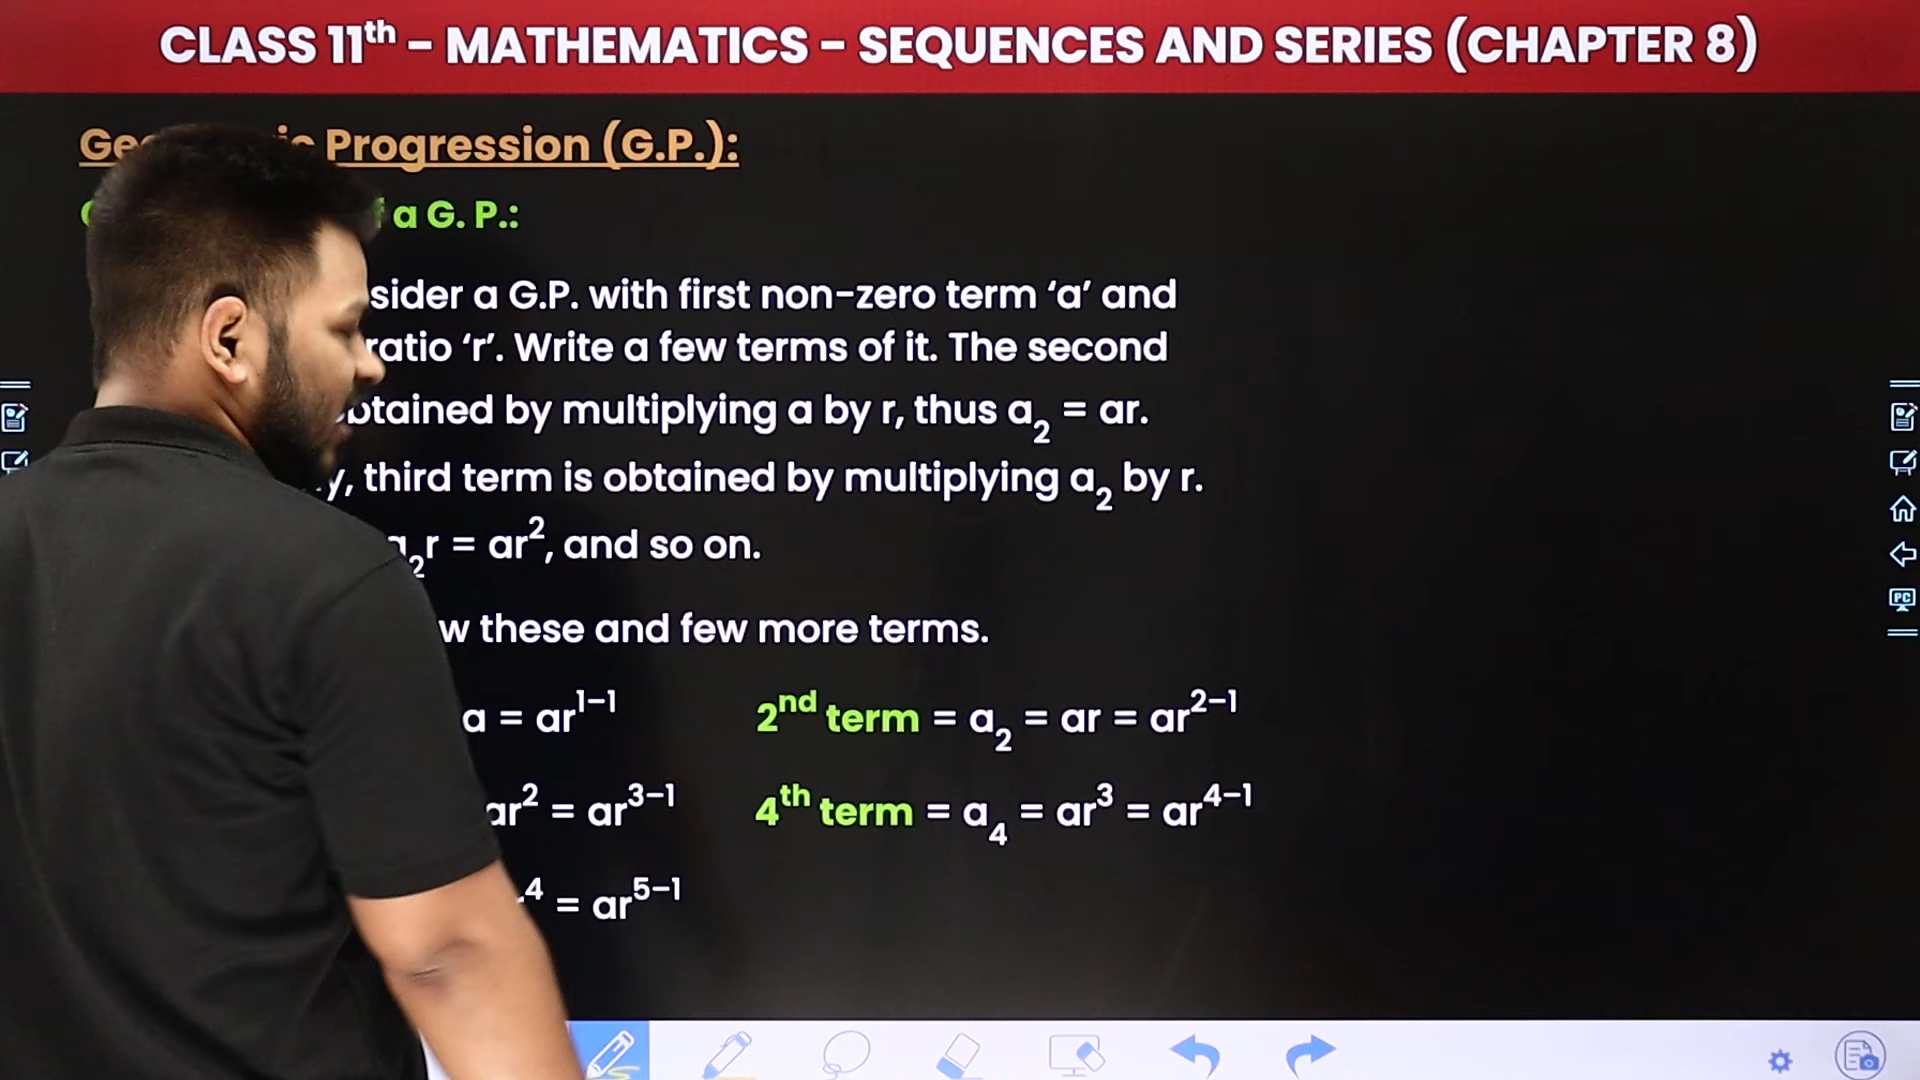 CLASS 11th – MATHEMATICS – SEQUENCES AND SERIES (CHAPTER 8)
Progression (G.P.):
a G. P.:
a G.P. with first non-zero term ‘a’ and
ratio ‘r’. Write a few terms of it. The second
by multiplying a by r, thus a₂ = ar.
third term is obtained by multiplying a₂ by r.
r = ar², and so on.
these and few more terms.
a = ar¹⁻¹ 2ⁿᵈ term = a₂ = ar = ar²⁻¹
ar² = ar³⁻¹ 4ᵗʰ term = a₄ = ar³ = ar⁴⁻¹
⁴ = ar⁵⁻¹
PC